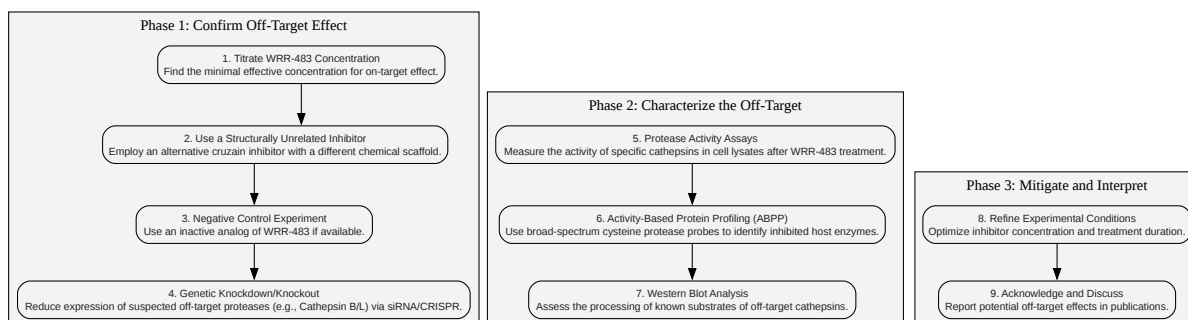 Phase 1: Confirm Off-Target Effect
1. Titrate WRR-483 Concentration
Find the minimal effective concentration for on-target effect.
2. Use a Structurally Unrelated Inhibitor
Employ an alternative cruzain inhibitor with a different chemical scaffold.
3. Negative Control Experiment
Use an inactive analog of WRR-483 if available.
4. Genetic Knockdown/Knockout
Reduce expression of suspected off-target proteases (e.g., Cathepsin B/L) via siRNA/CRISPR.
Phase 2: Characterize the Off-Target
5. Protease Activity Assays
Measure the activity of specific cathepsins in cell lysates after WRR-483 treatment.
6. Activity-Based Protein Profiling (ABPP)
Use broad-spectrum cysteine protease probes to identify inhibited host enzymes.
7. Western Blot Analysis
Assess the processing of known substrates of off-target cathepsins.
Phase 3: Mitigate and Interpret
8. Refine Experimental Conditions
Optimize inhibitor concentration and treatment duration.
9. Acknowledge and Discuss
Report potential off-target effects in publications.